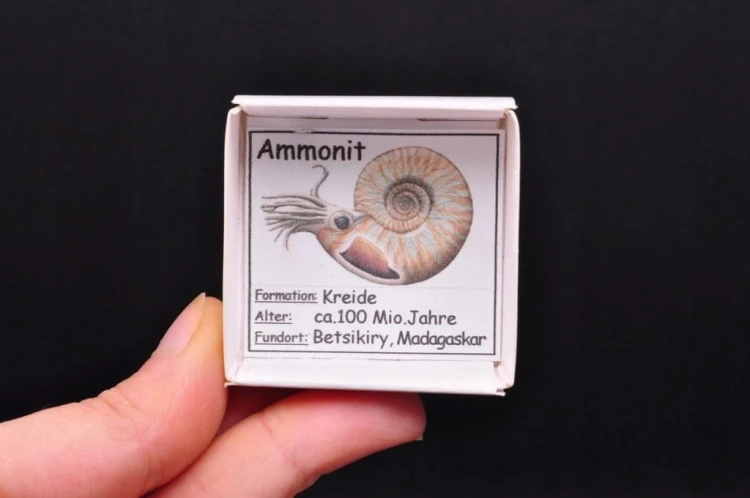 Ammonit
Formation: Kreide
Alter: ca.100 Mio.Jahre
Fundort: Betsikiry, Madagaskar